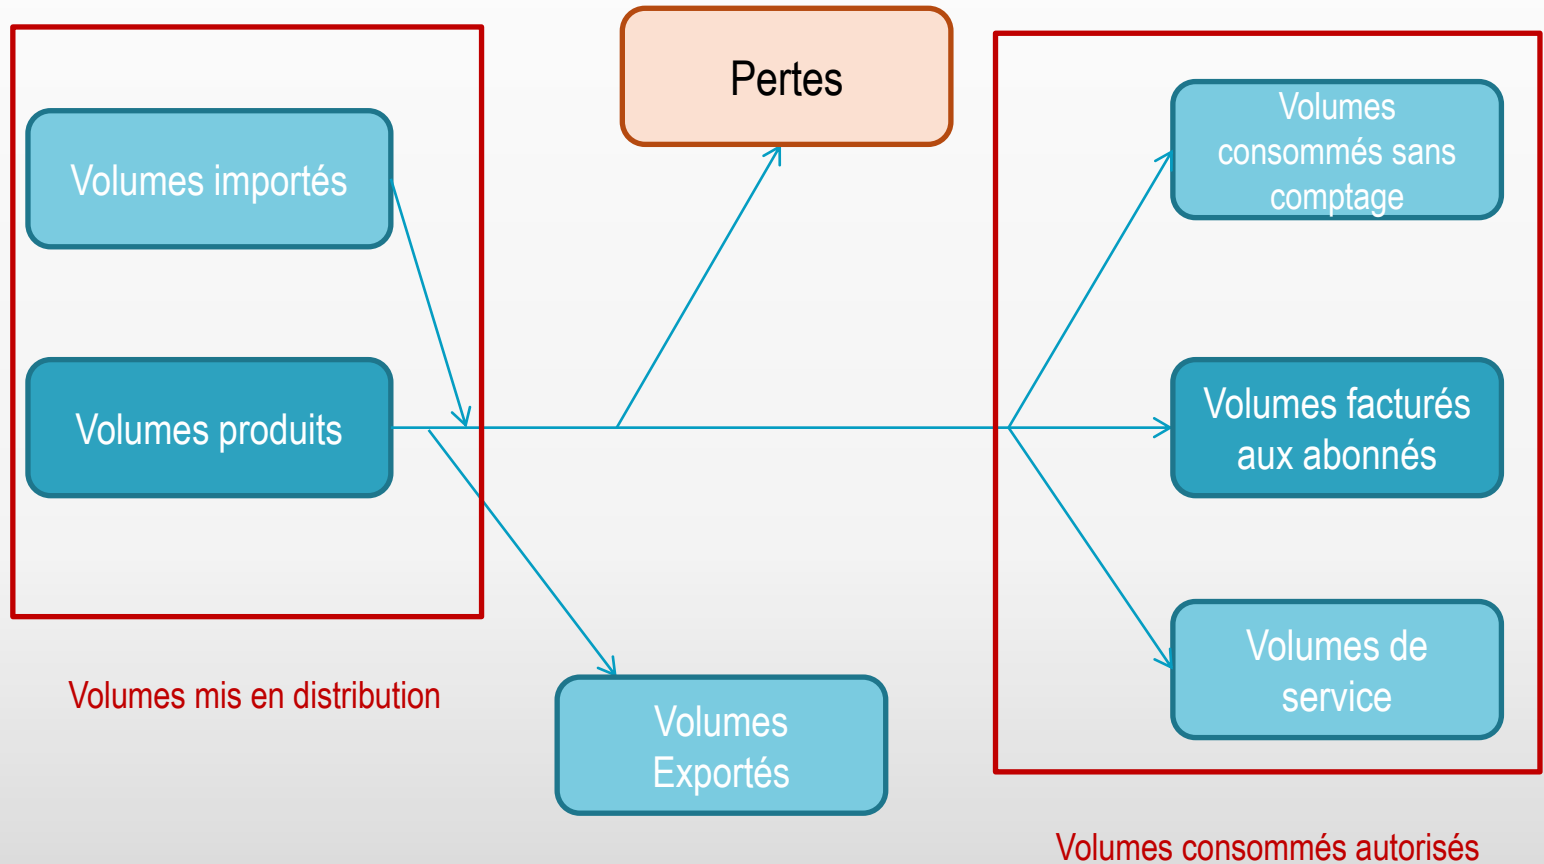 Pertes
Volumes importés
Volumes produits
Volumes mis en distribution
Volumes
Exportés
Volumes
consommés sans
comptage
Volumes facturés
aux abonnés
Volumes de
service
Volumes consommés autorisés